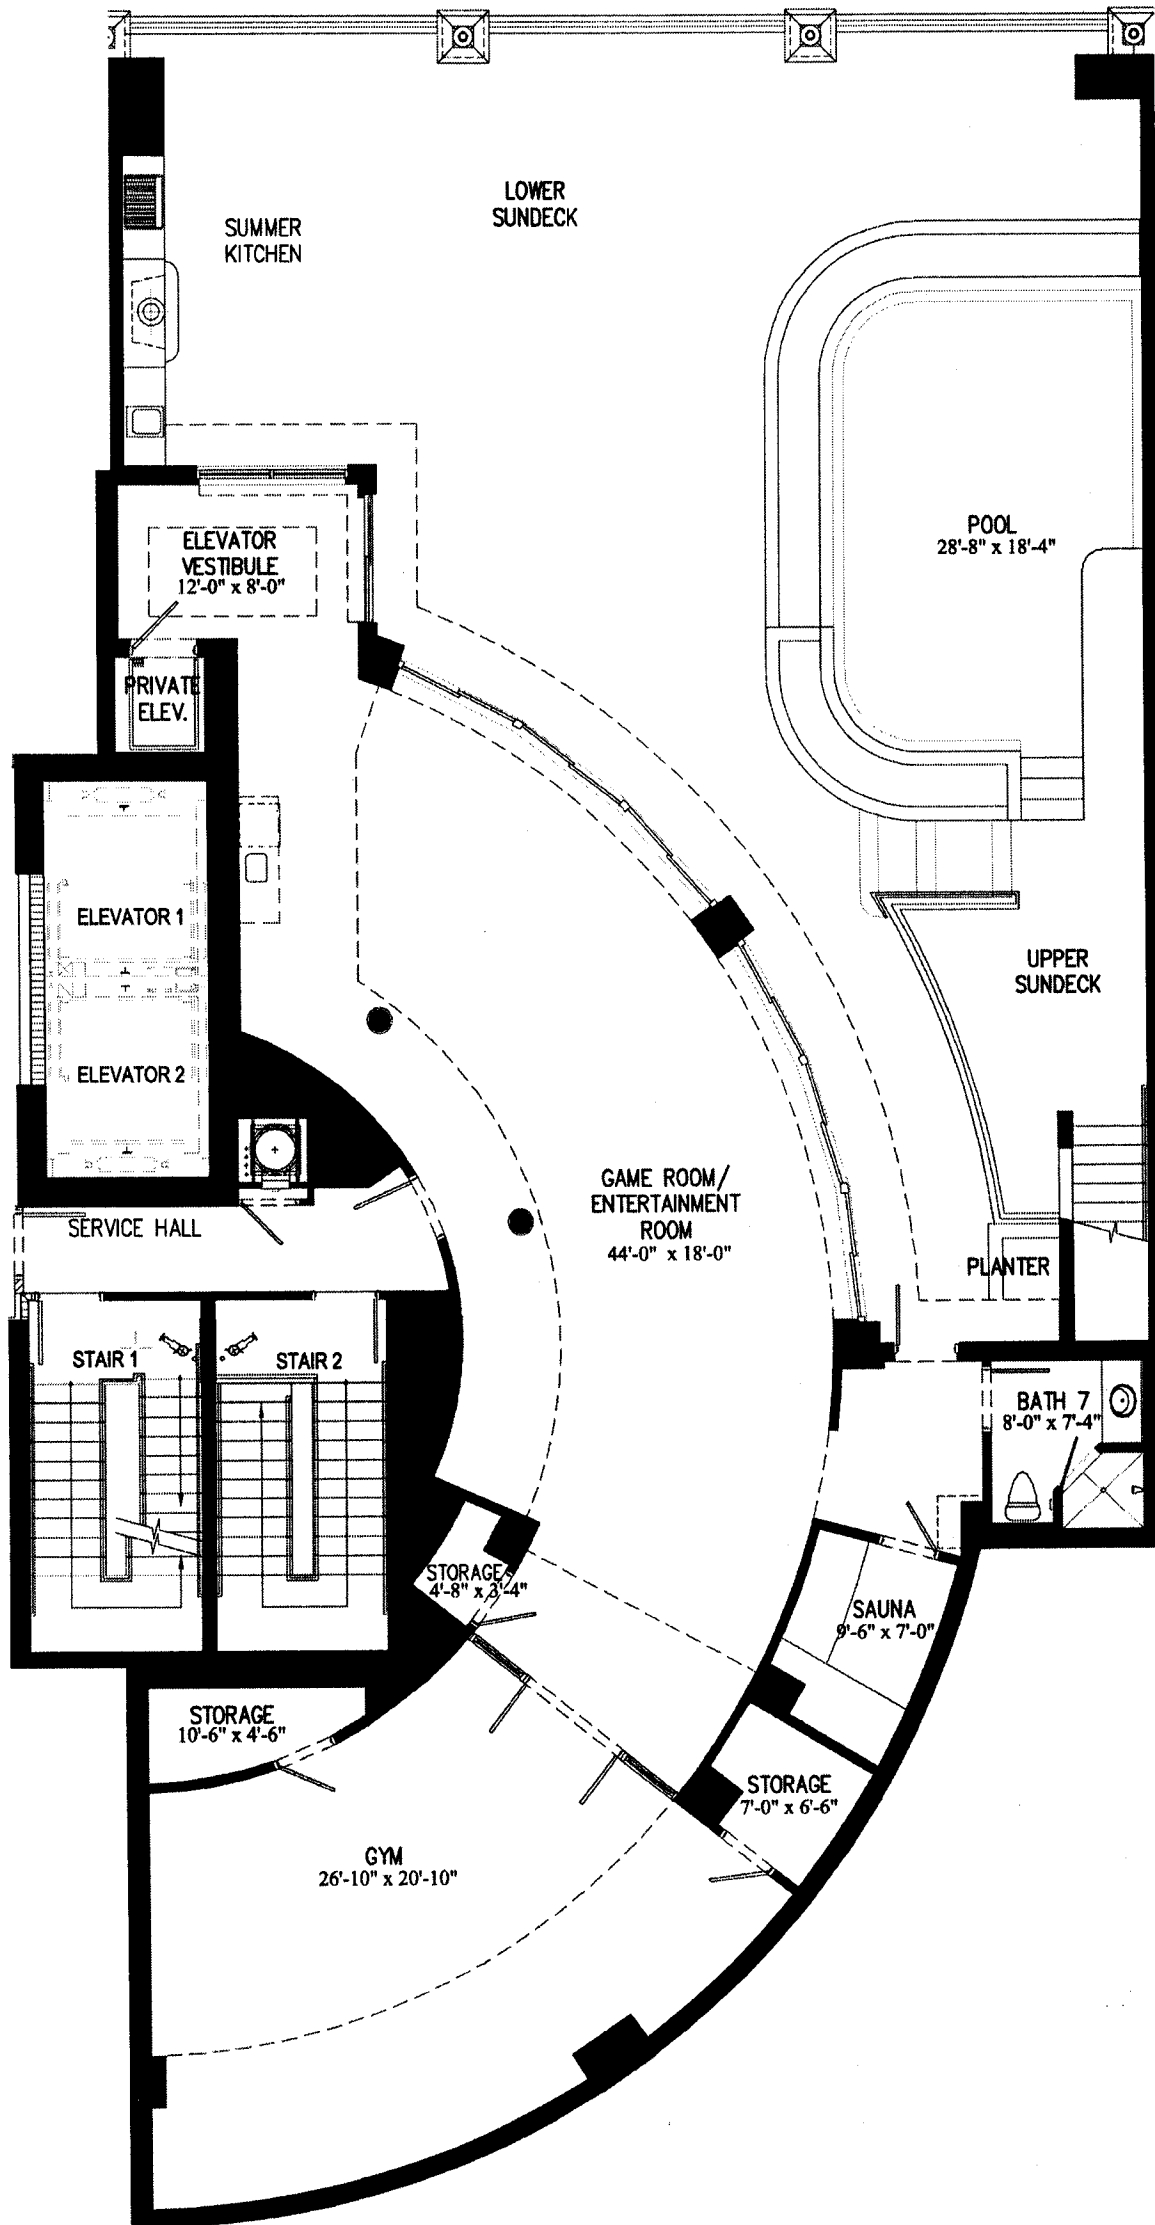 LOWER
SUNDECK
SUMMER
KITCHEN
POOL
28'-8" x 18'-4"
ELEVATOR
VESTIBULE
12'-0" x 8'-0"
PRIVATE
ELEV.
ELEVATOR 1
UPPER
SUNDECK
ELEVATOR 2
GAME ROOM/
ENTERTAINMENT
ROOM
44'-0" x 18'-0"
SERVICE HALL
PLANTER
STAIR 1
STAIR 2
BATH 7
8'-0" x 7'-4"
STORAGE
4'-8" x 3'-4"
SAUNA
9'-6" x 7'-0"
STORAGE
10'-6" x 4'-6"
STORAGE
7'-0" x 6'-6"
GYM
26'-10" x 20'-10"